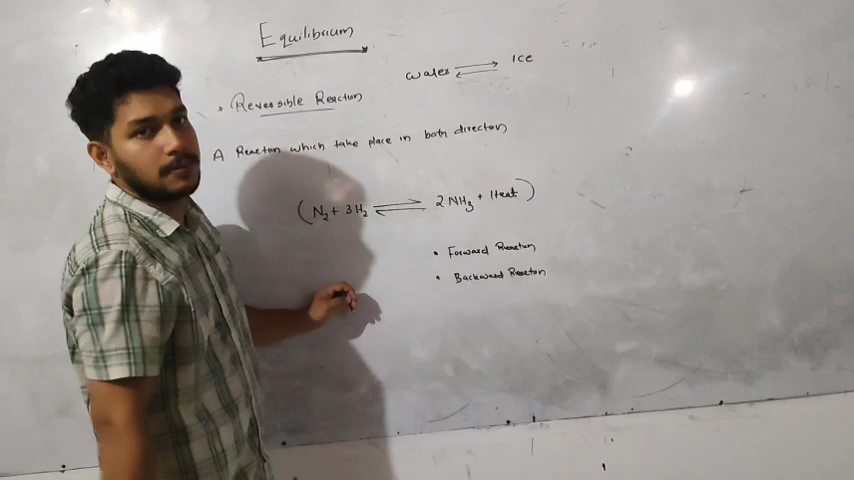 Equilibrium
water ⇌ Ice
• Reversible Reaction
A Reaction which take place in both direction
(N₂ + 3H₂ ⇌ 2NH₃ + Heat)
• Forward Reaction
• Backward Reaction